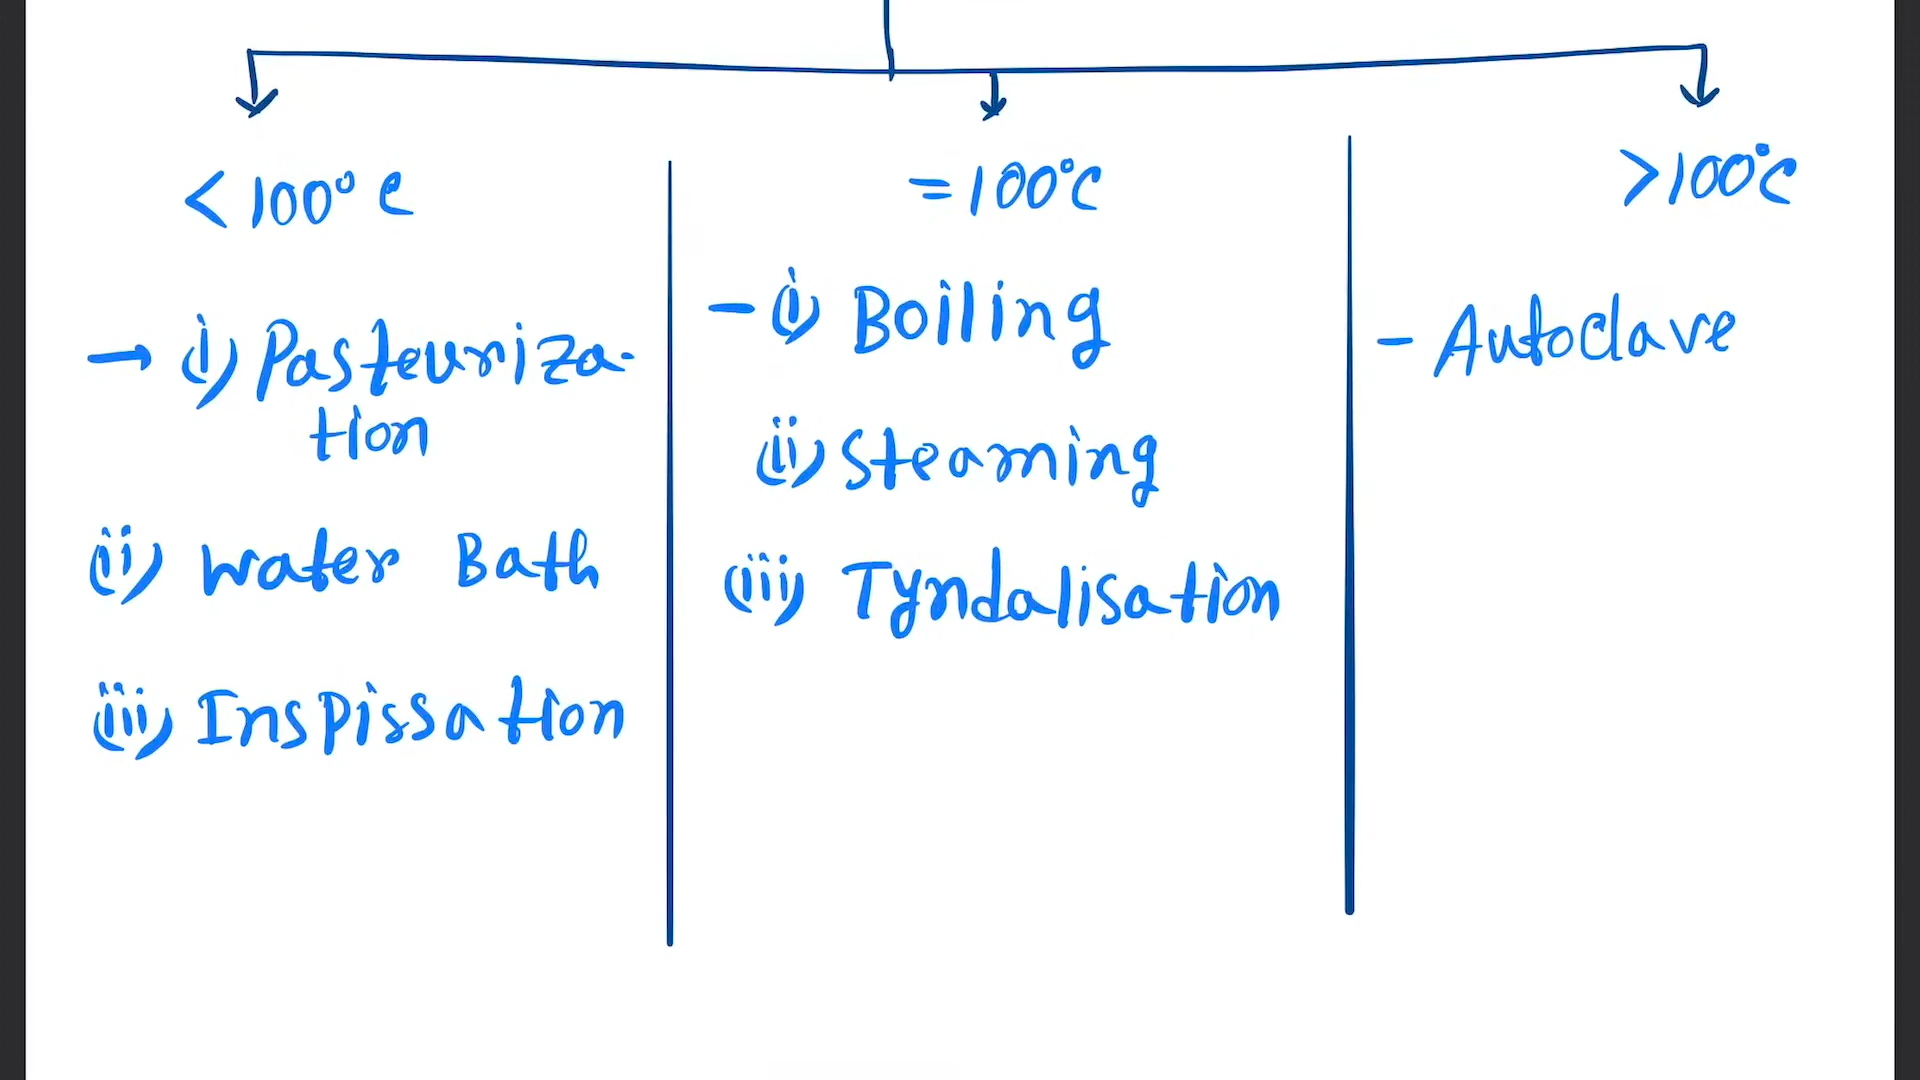 < 100°C
→ (i) Pasteuriza-
tion
(ii) Water Bath
(iii) Inspissation
= 100°C
- (i) Boiling
(ii) Steaming
(iii) Tyndalisation
> 100°C
- Autoclave